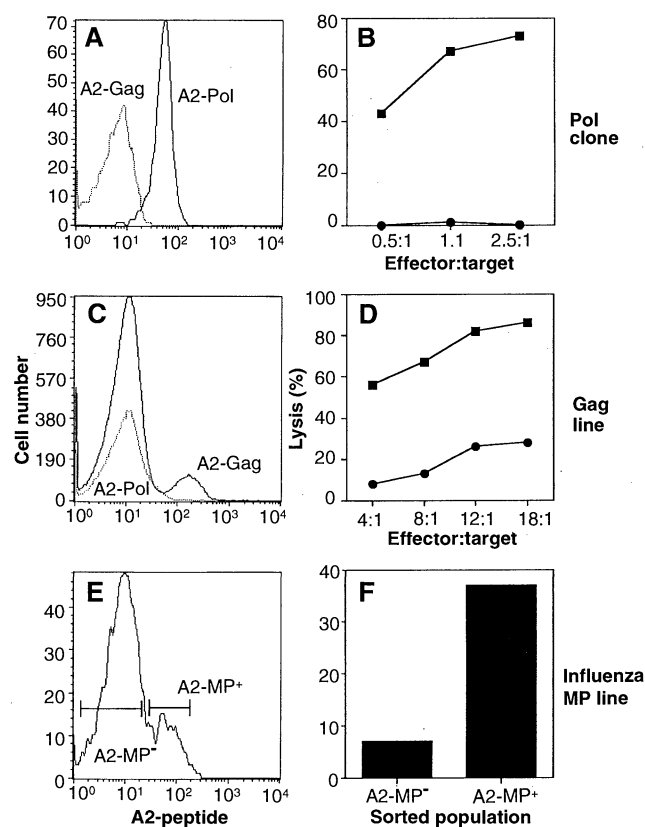 A
70
60
50
40
30
20
10
0
A2-Gag
A2-Pol
10⁰ 10¹ 10² 10³ 10⁴
B
80
60
40
20
0
0.5:1 1.1 2.5:1
Effector:target
Pol
clone
C
950
760
570
380
190
0
Cell number
A2-Pol
A2-Gag
10⁰ 10¹ 10² 10³ 10⁴
D
100
80
60
40
20
0
Lysis (%)
4:1 8:1 12:1 18:1
Effector:target
Gag
line
E
40
30
20
10
0
A2-MP⁺
A2-MP⁻
10⁰ 10¹ 10² 10³ 10⁴
A2-peptide
F
40
30
20
10
0
A2-MP⁻ A2-MP⁺
Sorted population
Influenza
MP line